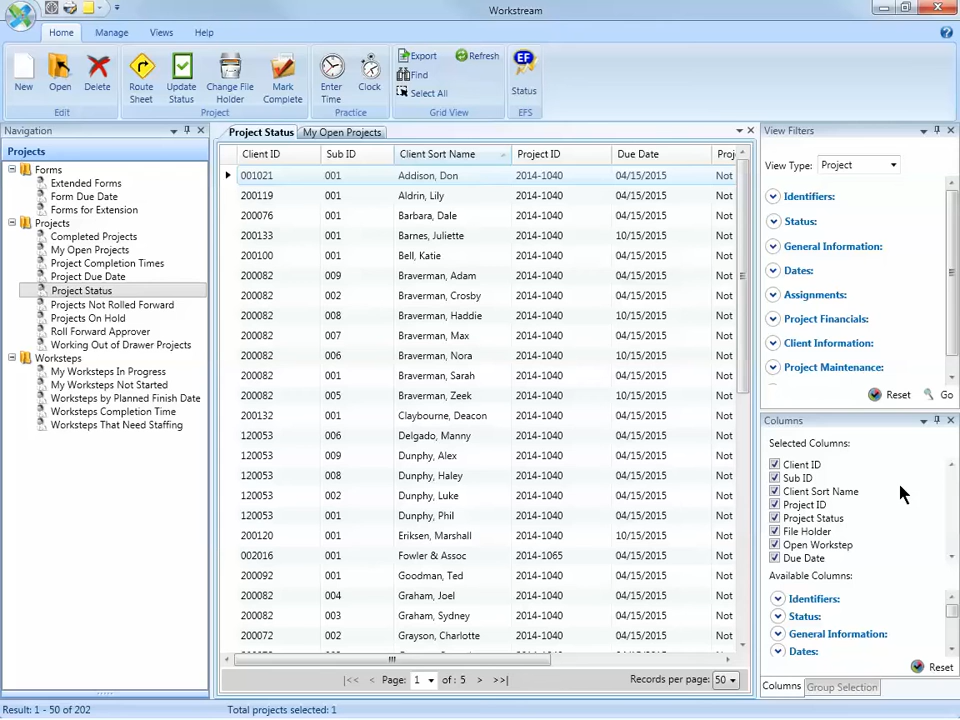 Workstream
Home Manage Views Help
New Open Delete Route Sheet Update Status Change File Holder Mark Complete Enter Time Clock Export Refresh Find Select All EF Status
Edit Project Practice Grid View EFS
Navigation
Projects
Forms
Extended Forms
Form Due Date
Forms for Extension
Projects
Completed Projects
My Open Projects
Project Completion Times
Project Due Date
Project Status
Projects Not Rolled Forward
Projects On Hold
Roll Forward Approver
Working Out of Drawer Projects
Worksteps
My Worksteps In Progress
My Worksteps Not Started
Worksteps by Planned Finish Date
Worksteps Completion Time
Worksteps That Need Staffing
Project Status My Open Projects
Client ID Sub ID Client Sort Name Project ID Due Date Proj
001021 001 Addison, Don 2014-1040 04/15/2015 Not
200119 001 Aldrin, Lily 2014-1040 04/15/2015 Not
200076 001 Barbara, Dale 2014-1040 04/15/2015 Not
200133 001 Barnes, Juliette 2014-1040 10/15/2015 Not
200100 001 Bell, Katie 2014-1040 04/15/2015 Not
200082 009 Braverman, Adam 2014-1040 04/15/2015 Not
200082 002 Braverman, Crosby 2014-1040 04/15/2015 Not
200082 008 Braverman, Haddie 2014-1040 10/15/2015 Not
200082 007 Braverman, Max 2014-1040 04/15/2015 Not
200082 006 Braverman, Nora 2014-1040 10/15/2015 Not
200082 001 Braverman, Sarah 2014-1040 04/15/2015 Not
200082 005 Braverman, Zeek 2014-1040 04/15/2015 Not
200132 001 Claybourne, Deacon 2014-1040 04/15/2015 Not
120053 006 Delgado, Manny 2014-1040 04/15/2015 Not
120053 009 Dunphy, Alex 2014-1040 04/15/2015 Not
120053 008 Dunphy, Haley 2014-1040 04/15/2015 Not
120053 002 Dunphy, Luke 2014-1040 04/15/2015 Not
120053 001 Dunphy, Phil 2014-1040 04/15/2015 Not
200120 001 Eriksen, Marshall 2014-1040 10/15/2015 Not
002016 001 Fowler & Assoc 2014-1065 04/15/2015 Not
200092 001 Goodman, Ted 2014-1040 04/15/2015 Not
200082 004 Graham, Joel 2014-1040 04/15/2015 Not
200082 003 Graham, Sydney 2014-1040 04/15/2015 Not
200072 002 Grayson, Charlotte 2014-1040 04/15/2015 Not
Page: 1 of : 5 Records per page: 50
View Filters
View Type: Project
Identifiers:
Status:
General Information:
Dates:
Assignments:
Project Financials:
Client Information:
Project Maintenance:
Reset Go
Columns
Selected Columns:
Client ID
Sub ID
Client Sort Name
Project ID
Project Status
File Holder
Open Workstep
Due Date
Available Columns:
Identifiers:
Status:
General Information:
Dates:
Reset
Columns Group Selection
Result: 1 - 50 of 202 Total projects selected: 1